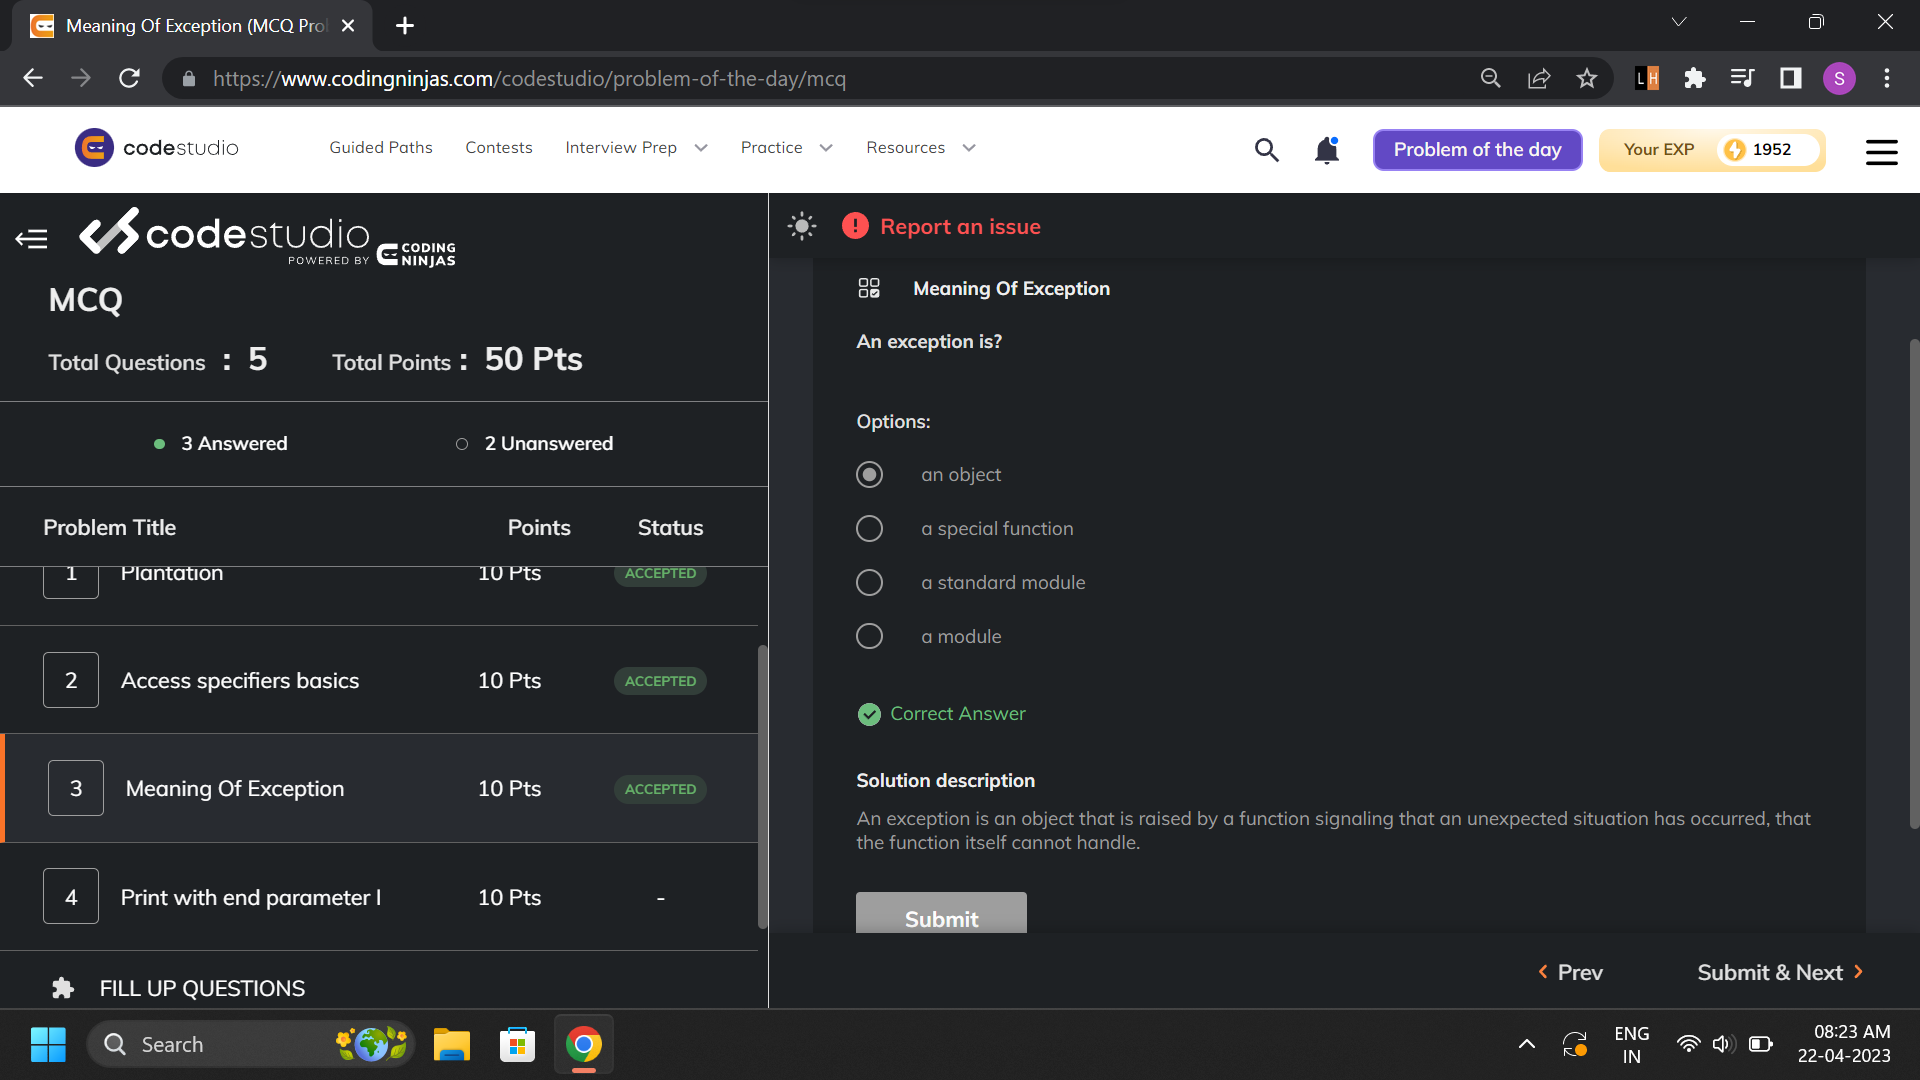 Meaning Of Exception (MCQ Pro
https://www.codingninjas.com/codestudio/problem-of-the-day/mcq
LH
S
codestudio
Guided Paths
Contests
Interview Prep
Practice
Resources
Problem of the day
Your EXP
1952
codestudio
POWERED BY
CODING
NINJAS
Report an issue
MCQ
Total Questions : 5
Total Points : 50 Pts
3 Answered
2 Unanswered
Problem Title
Points
Status
1
Plantation
10 Pts
ACCEPTED
2
Access specifiers basics
10 Pts
ACCEPTED
3
Meaning Of Exception
10 Pts
ACCEPTED
4
Print with end parameter I
10 Pts
-
FILL UP QUESTIONS
Meaning Of Exception
An exception is?
Options:
an object
a special function
a standard module
a module
Correct Answer
Solution description
An exception is an object that is raised by a function signaling that an unexpected situation has occurred, that
the function itself cannot handle.
Submit
Prev
Submit & Next
Search
ENG
IN
08:23 AM
22-04-2023